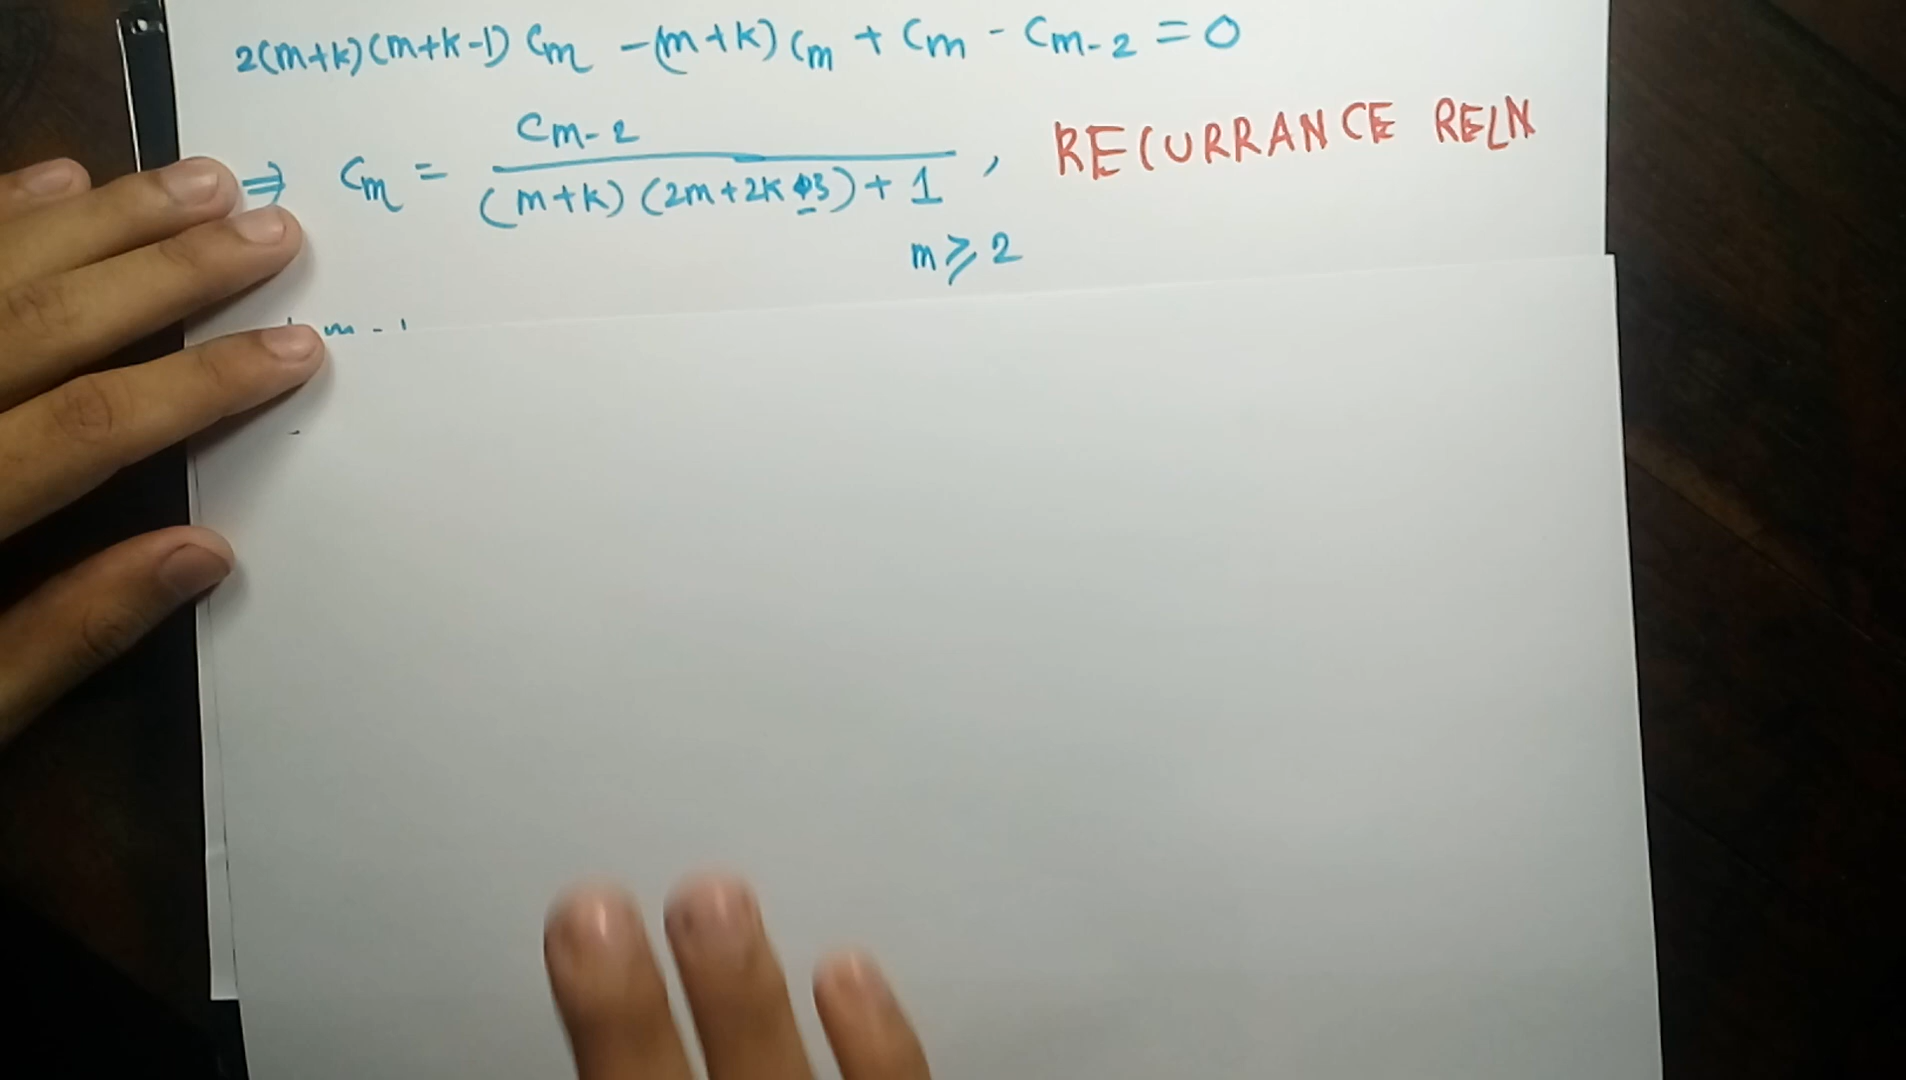 2(m+k)(m+k-1) Cm - (m+k) Cm + Cm - Cm-2 = 0
⇒ Cm = Cm-2 / (m+k) (2m+2k-3) + 1 , RECURRANCE RELN
m ≥ 2